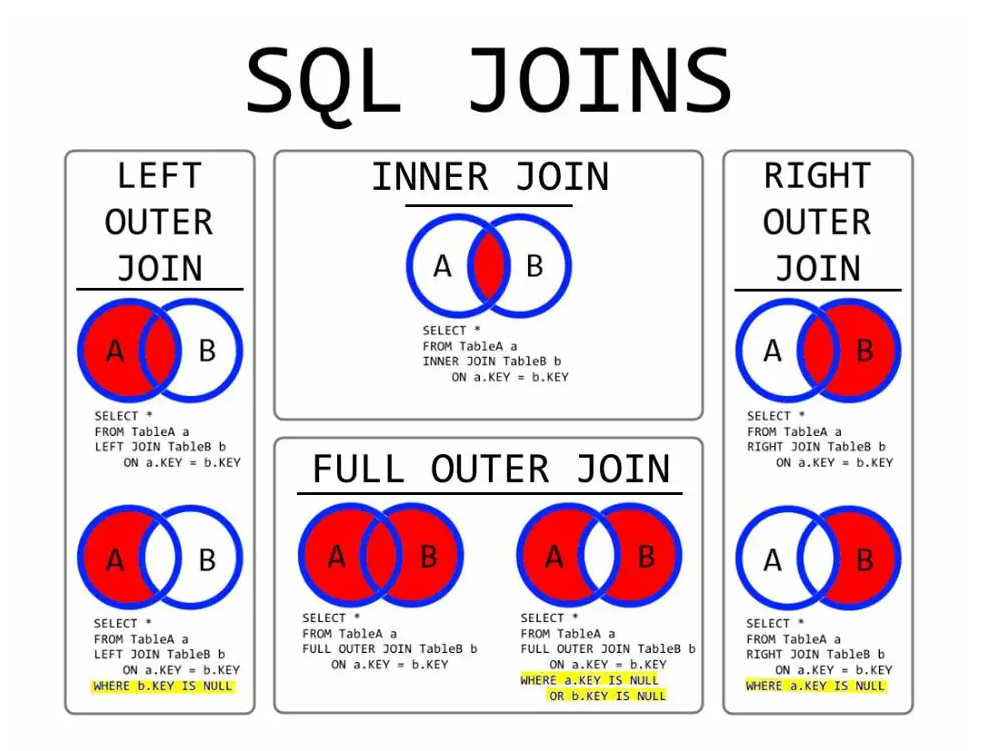 SQL JOINS
LEFT
OUTER
JOIN
A B
SELECT *
FROM TableA a
LEFT JOIN TableB b
ON a.KEY = b.KEY
A B
SELECT *
FROM TableA a
LEFT JOIN TableB b
ON a.KEY = b.KEY
WHERE b.KEY IS NULL
INNER JOIN
A B
SELECT *
FROM TableA a
INNER JOIN TableB b
ON a.KEY = b.KEY
FULL OUTER JOIN
A B
SELECT *
FROM TableA a
FULL OUTER JOIN TableB b
ON a.KEY = b.KEY
A B
SELECT *
FROM TableA a
FULL OUTER JOIN TableB b
ON a.KEY = b.KEY
WHERE a.KEY IS NULL
OR b.KEY IS NULL
RIGHT
OUTER
JOIN
A B
SELECT *
FROM TableA a
RIGHT JOIN TableB b
ON a.KEY = b.KEY
A B
SELECT *
FROM TableA a
RIGHT JOIN TableB b
ON a.KEY = b.KEY
WHERE a.KEY IS NULL